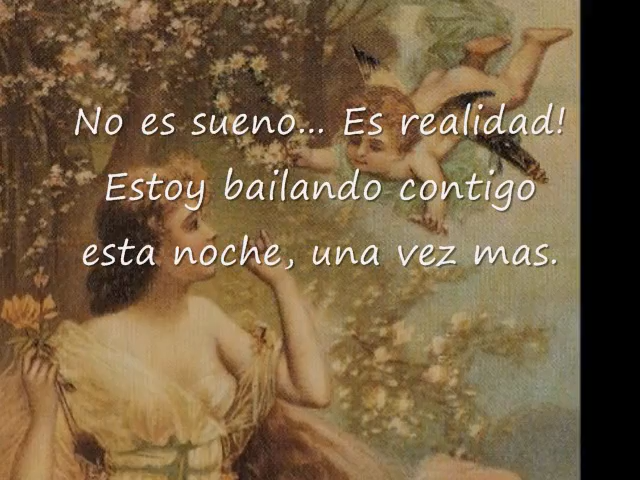 No es sueno... Es realidad!
Estoy bailando contigo
esta noche, una vez mas.